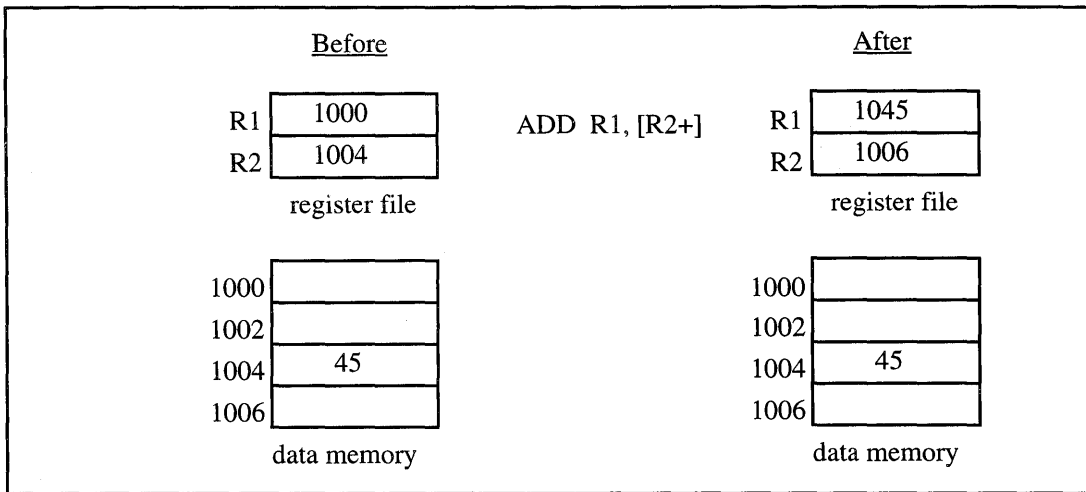 Before
After
R1 1000
R2 1004
register file
ADD R1, [R2+]
R1 1045
R2 1006
register file
1000
1002
1004 45
1006
data memory
1000
1002
1004 45
1006
data memory